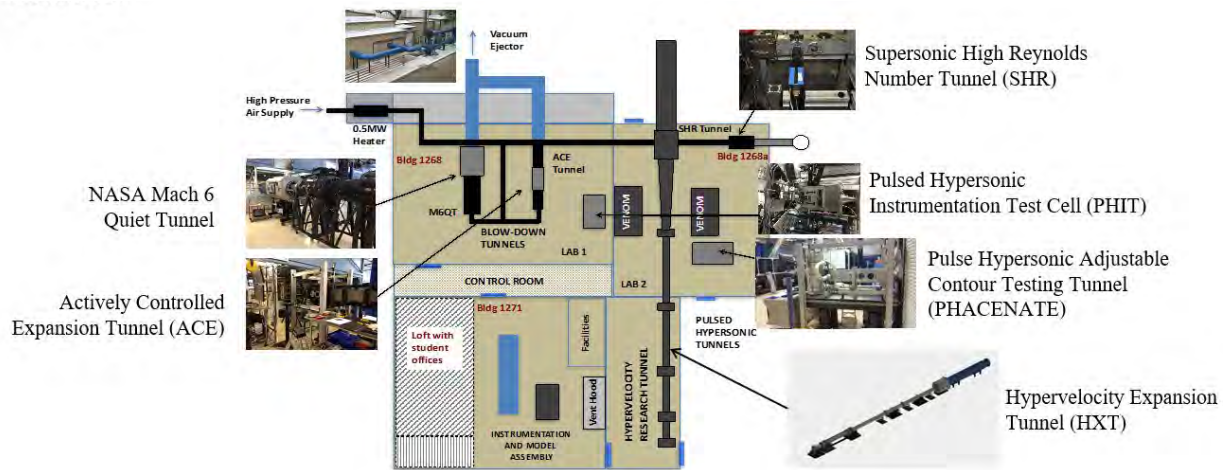 Vacuum
Ejector
Supersonic High Reynolds
Number Tunnel (SHR)
High Pressure
Air Supply
0.5MW
Heater
SHR Tunnel
Bldg 1268
ACE
Tunnel
Bldg 1268a
NASA Mach 6
Quiet Tunnel
M6QT
VENOM
VENOM
Pulsed Hypersonic
Instrumentation Test Cell (PHIT)
BLOW-DOWN
TUNNELS
LAB 1
CONTROL ROOM
LAB 2
Pulse Hypersonic Adjustable
Contour Testing Tunnel
(PHACENATE)
Actively Controlled
Expansion Tunnel (ACE)
Bldg 1271
Loft with
student
offices
Facilities
PULSED
HYPERSONIC
TUNNELS
Vent Hood
HYPERVELOCITY
RESEARCH TUNNEL
Hypervelocity Expansion
Tunnel (HXT)
INSTRUMENTATION
AND MODEL
ASSEMBLY